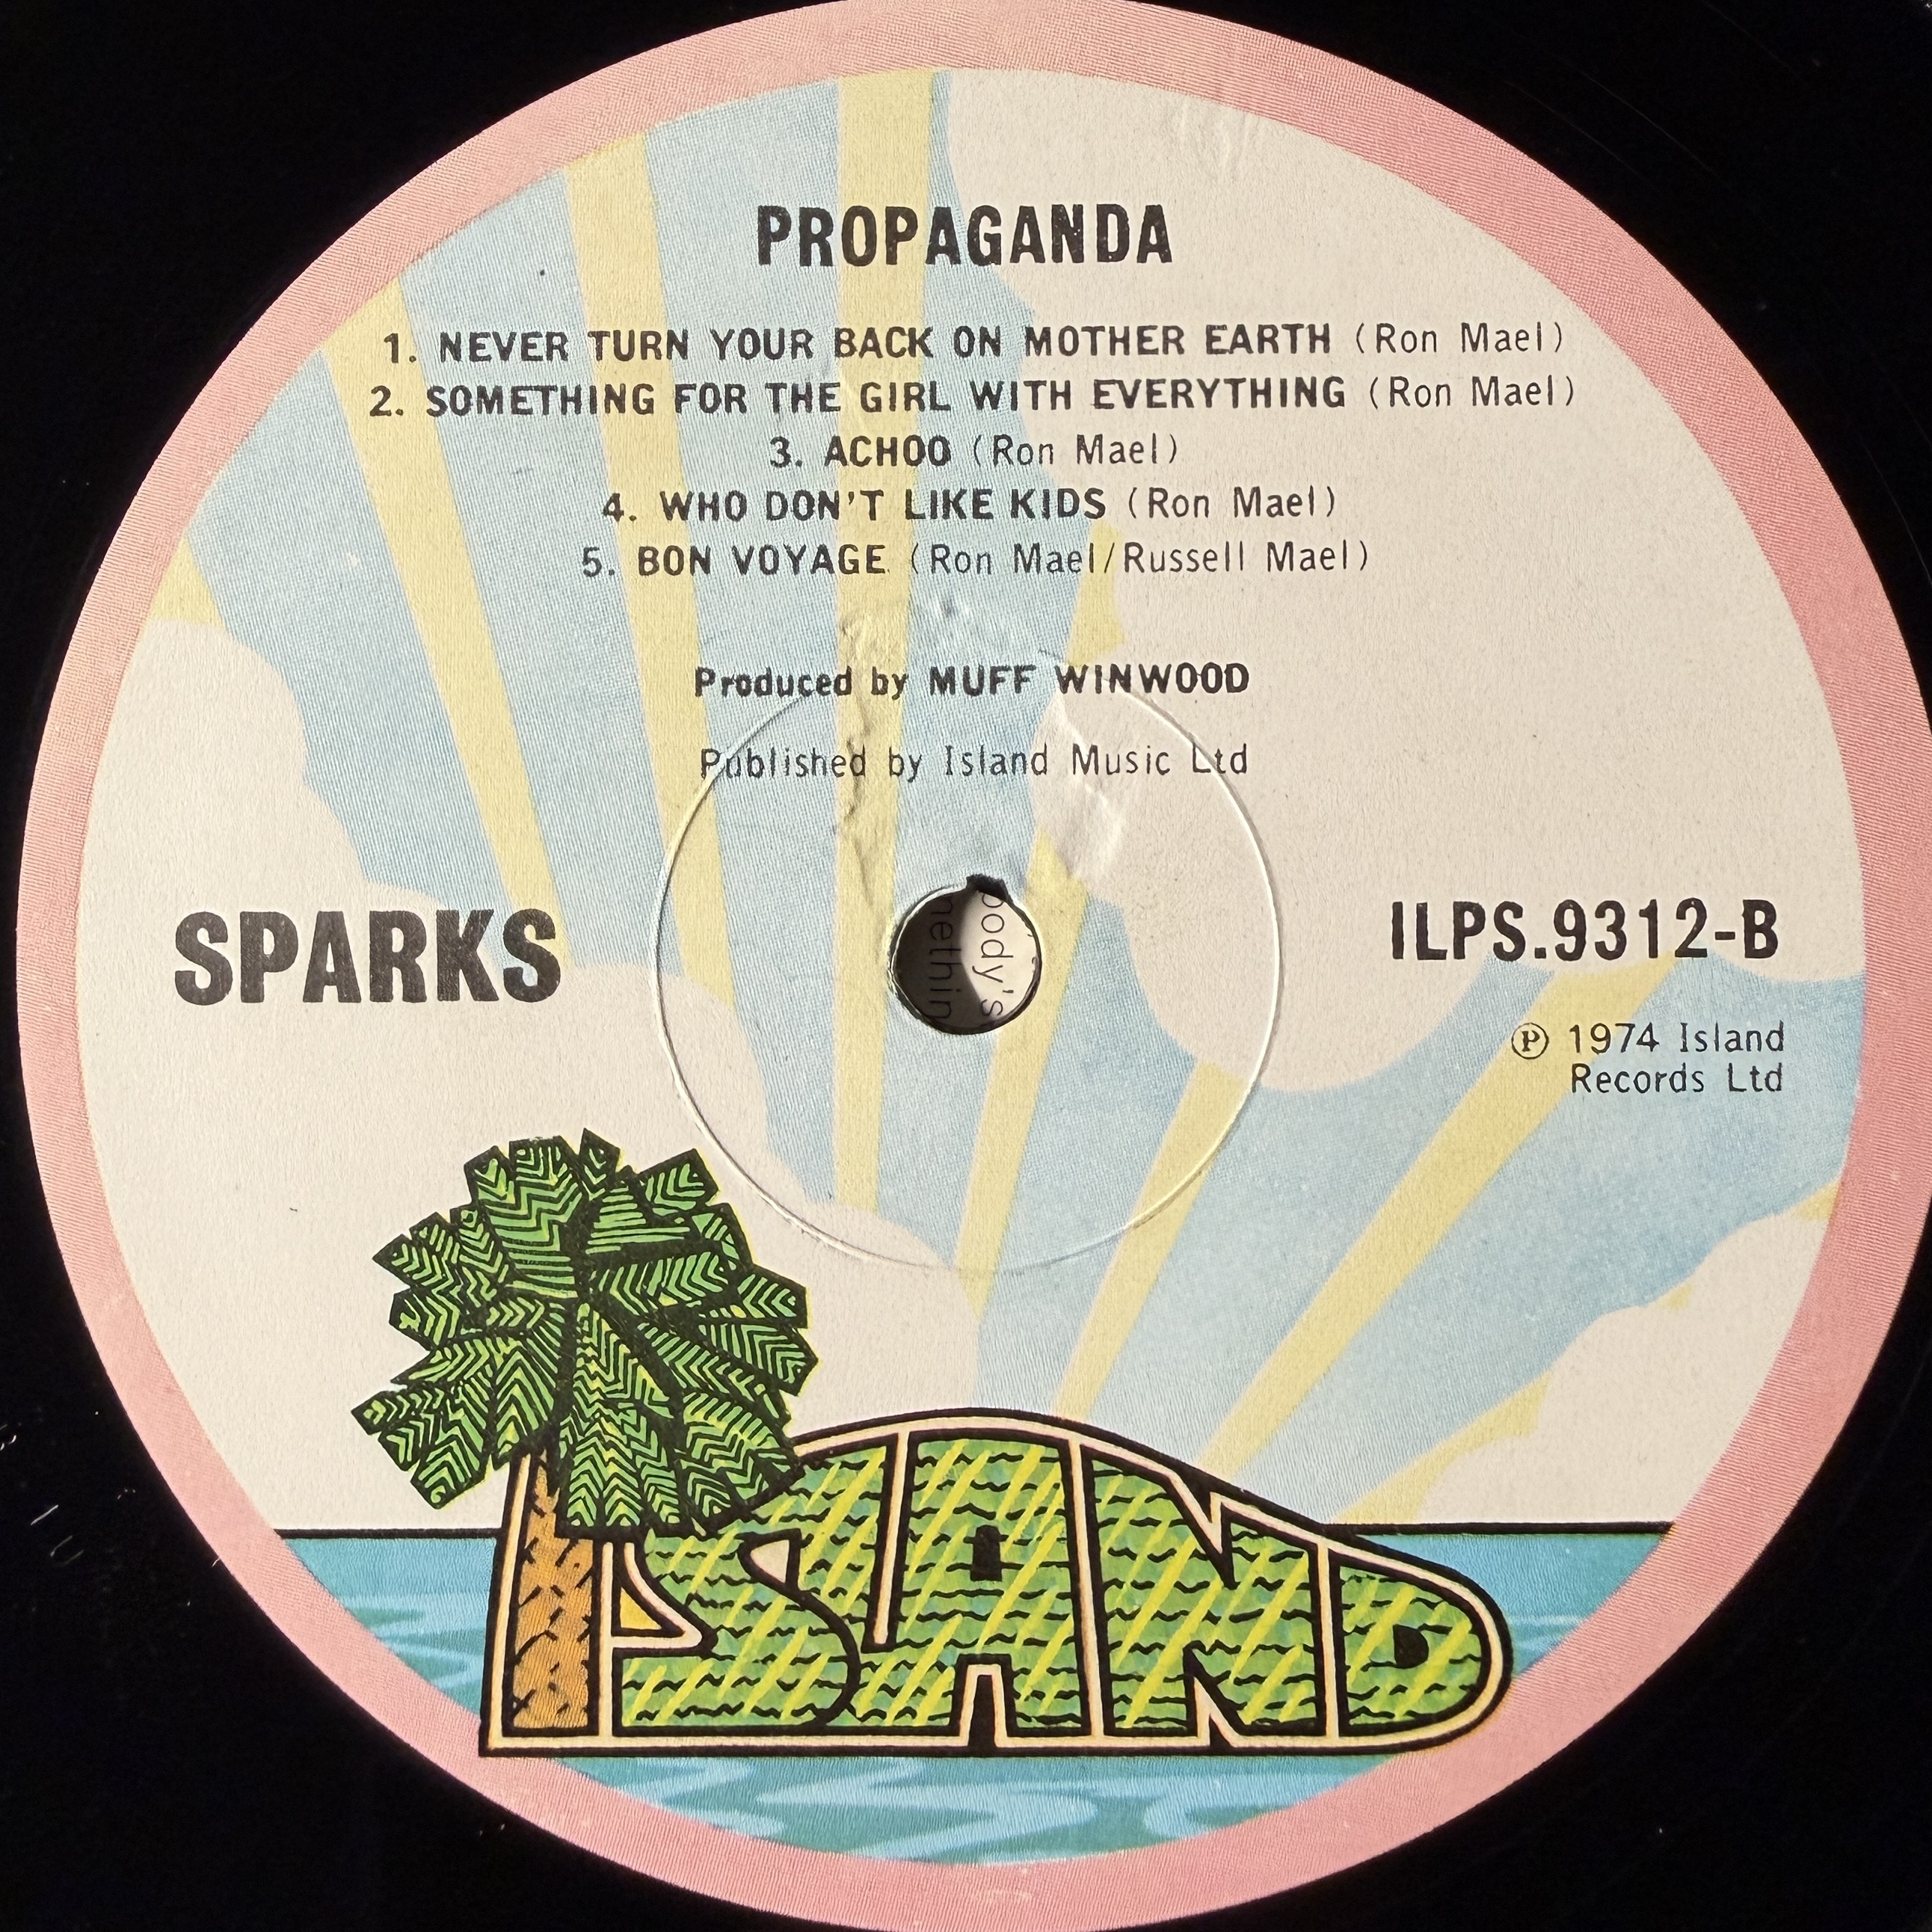 PROPAGANDA
1. NEVER TURN YOUR BACK ON MOTHER EARTH (Ron Mael)
2. SOMETHING FOR THE GIRL WITH EVERYTHING (Ron Mael)
3. ACHOO (Ron Mael)
4. WHO DON'T LIKE KIDS (Ron Mael)
5. BON VOYAGE (Ron Mael/Russell Mael)
Produced by MUFF WINWOOD
Published by Island Music Ltd
SPARKS
ILPS.9312-B
℗ 1974 Island
Records Ltd
ISLAND